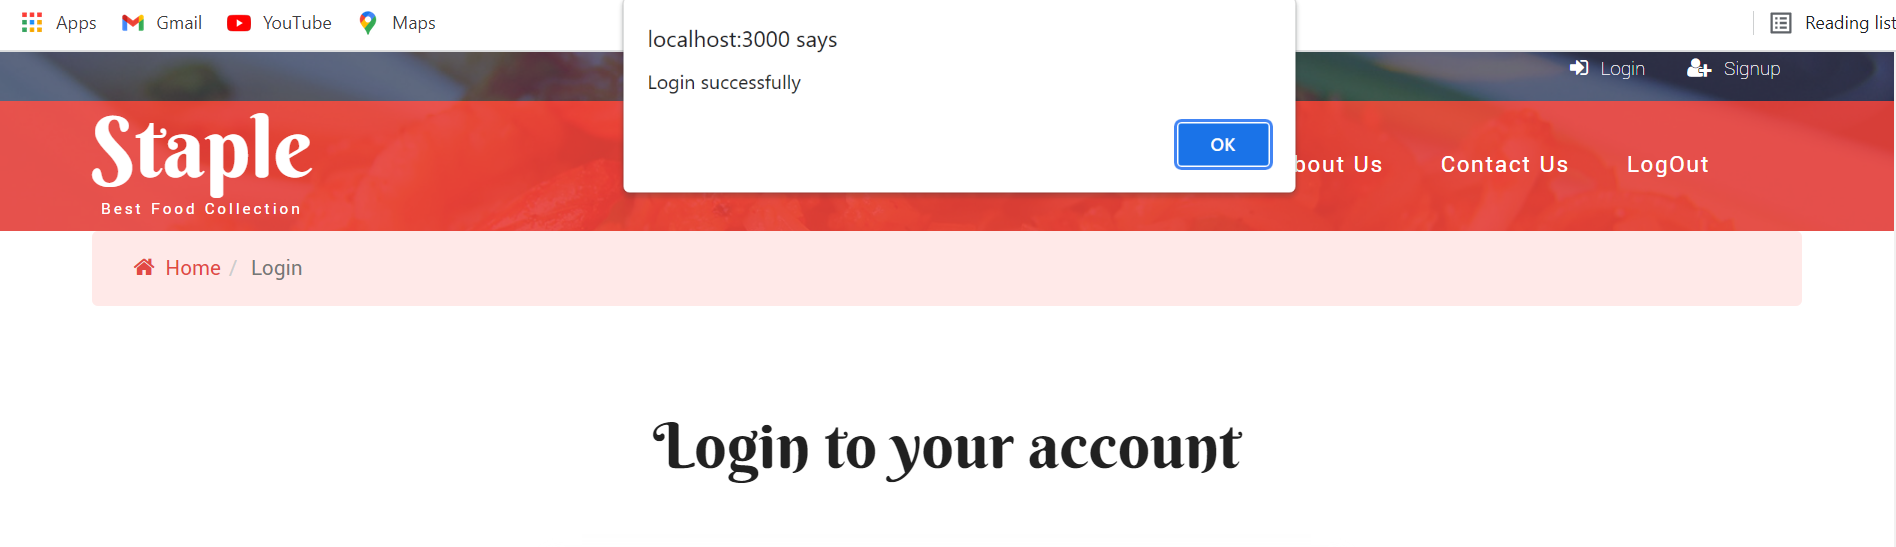 Apps Gmail YouTube Maps Reading list
localhost:3000 says
Login successfully
OK
Login Signup
Staple
Best Food Collection
bout Us Contact Us LogOut
Home / Login
Login to your account